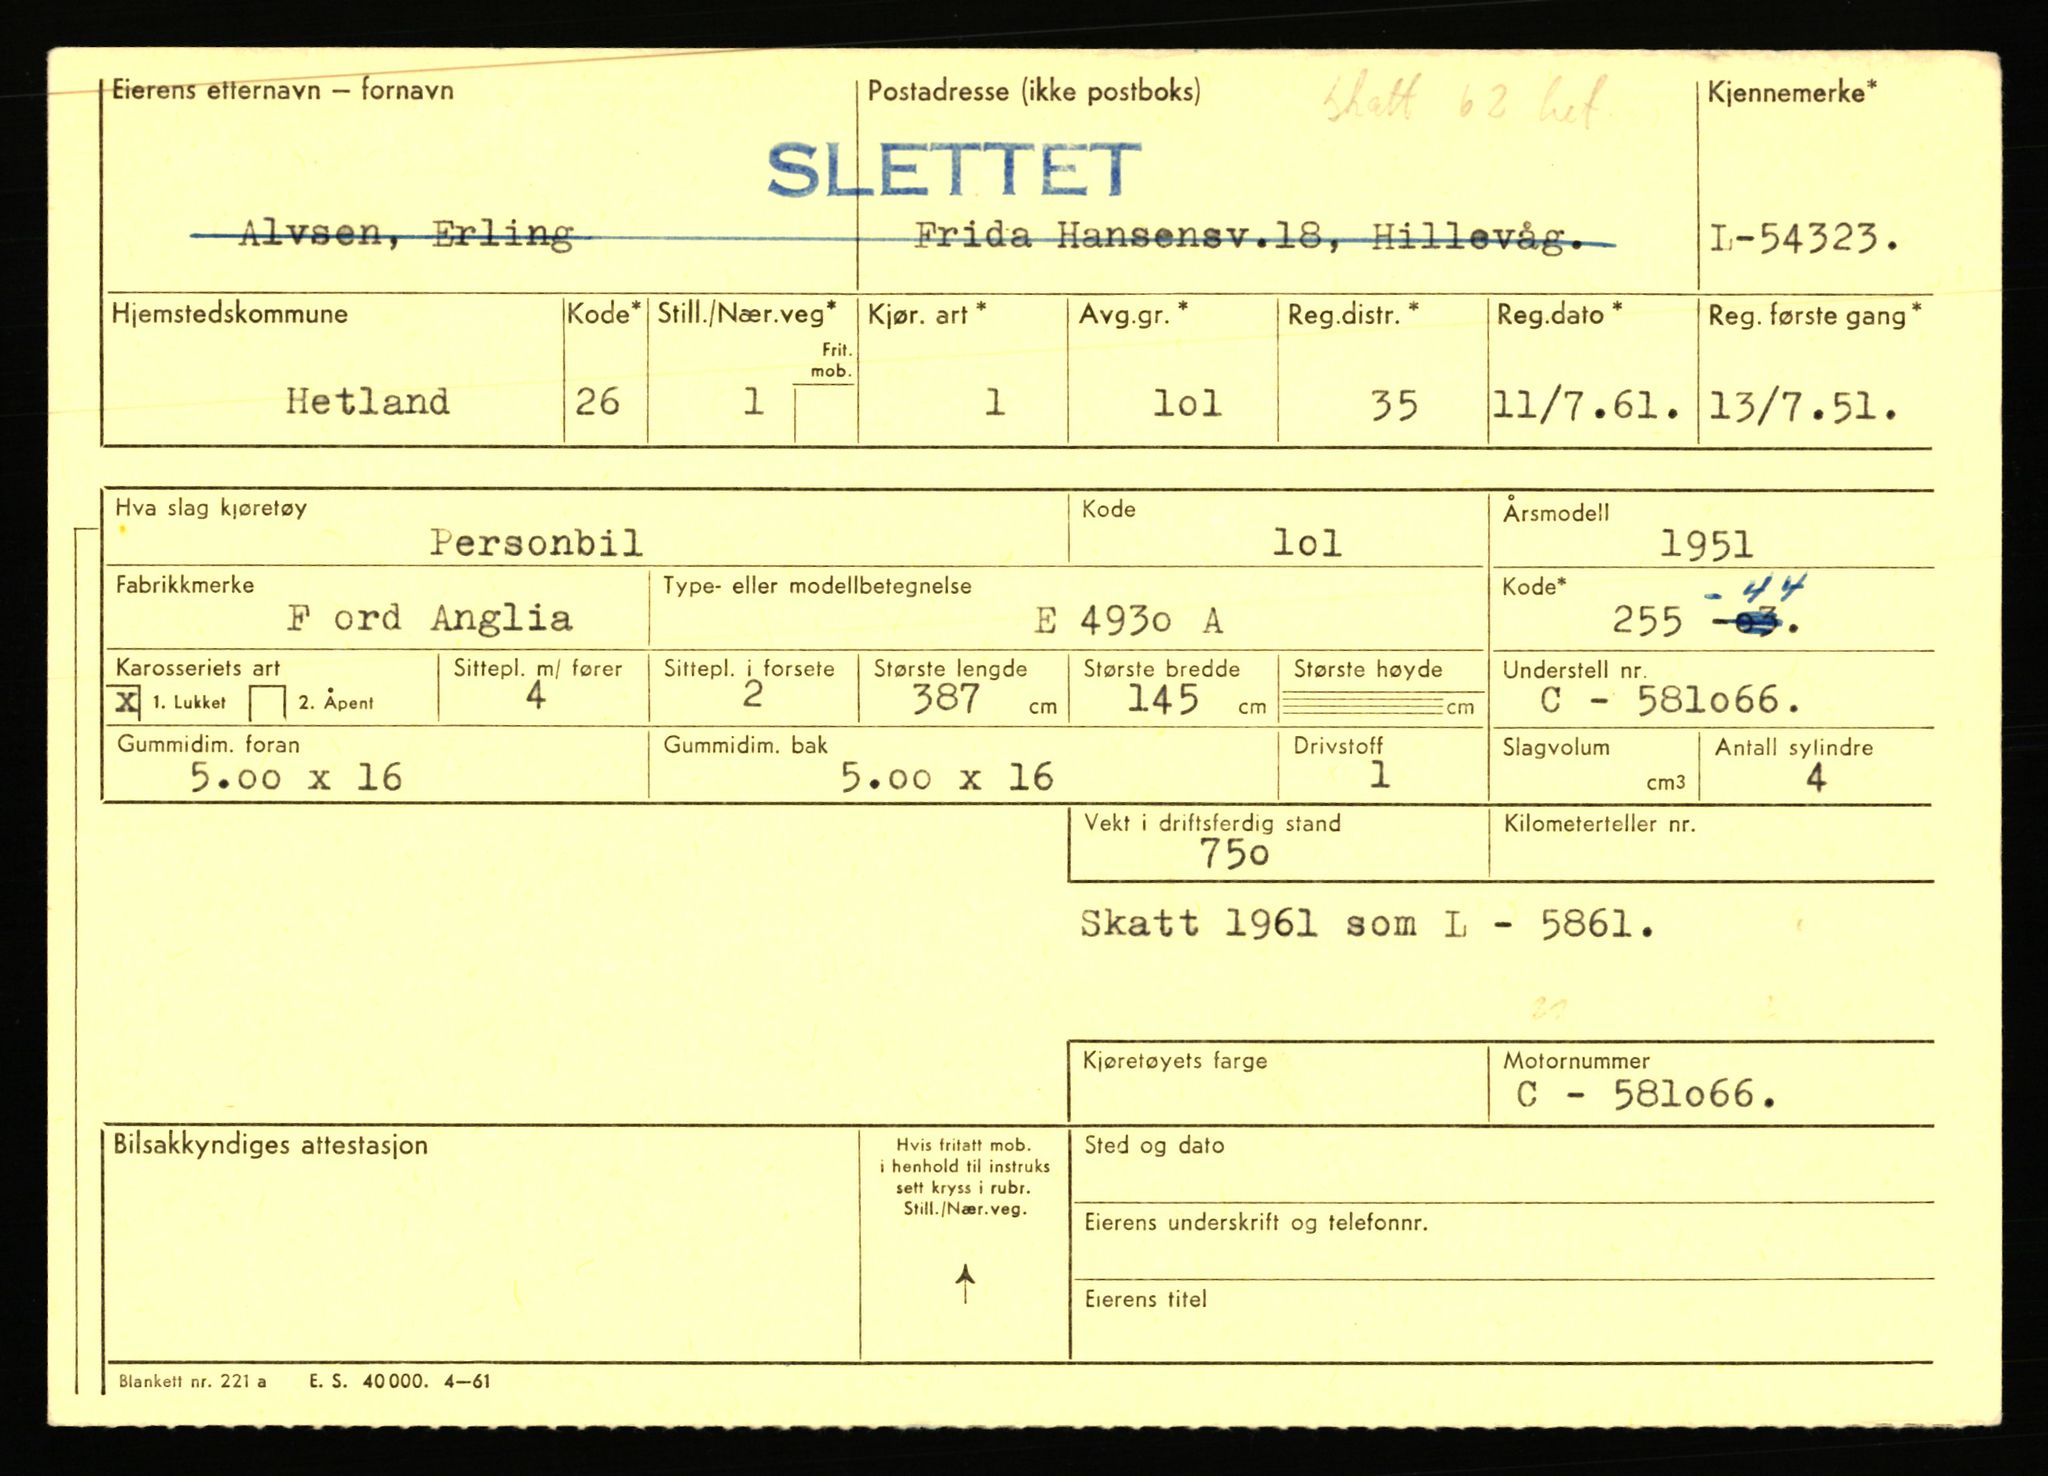 Eierens etternavn – fornavn Postadresse (ikke postboks) Skatt 62 bet. Kjennemerke*
SLETTET
Alvsen, Erling Frida Hansensv.18, Hillevåg. L-54323.
Hjemstedskommune Kode* Still./Nær.veg* Kjør. art * Avg.gr. * Reg.distr. * Reg.dato * Reg. første gang *
Frit.
mob.
Hetland 26 1 1 lol 35 11/7.61. 13/7.51.
Hva slag kjøretøy Kode Årsmodell
Personbil lol 1951
Fabrikkmerke Type- eller modellbetegnelse Kode* - 44
F ord Anglia E 493o A 255 -o3.
Karosseriets art Sittepl. m/ fører Sittepl. i forsete Største lengde Største bredde Største høyde Understell nr.
X 1. Lukket 2. Åpent 4 2 387 cm 145 cm cm C - 581o66.
Gummidim. foran Gummidim. bak Drivstoff Slagvolum Antall sylindre
5.oo x 16 5.oo x 16 1 cm3 4
Vekt i driftsferdig stand Kilometerteller nr.
75o
Skatt 1961 som L - 5861.
Kjøretøyets farge Motornummer
C - 581o66.
Bilsakkyndiges attestasjon Hvis fritatt mob. Sted og dato
i henhold til instruks
sett kryss i rubr.
Still./Nær.veg.
Eierens underskrift og telefonnr.
Eierens titel
Blankett nr. 221 a E. S. 40 000. 4–61